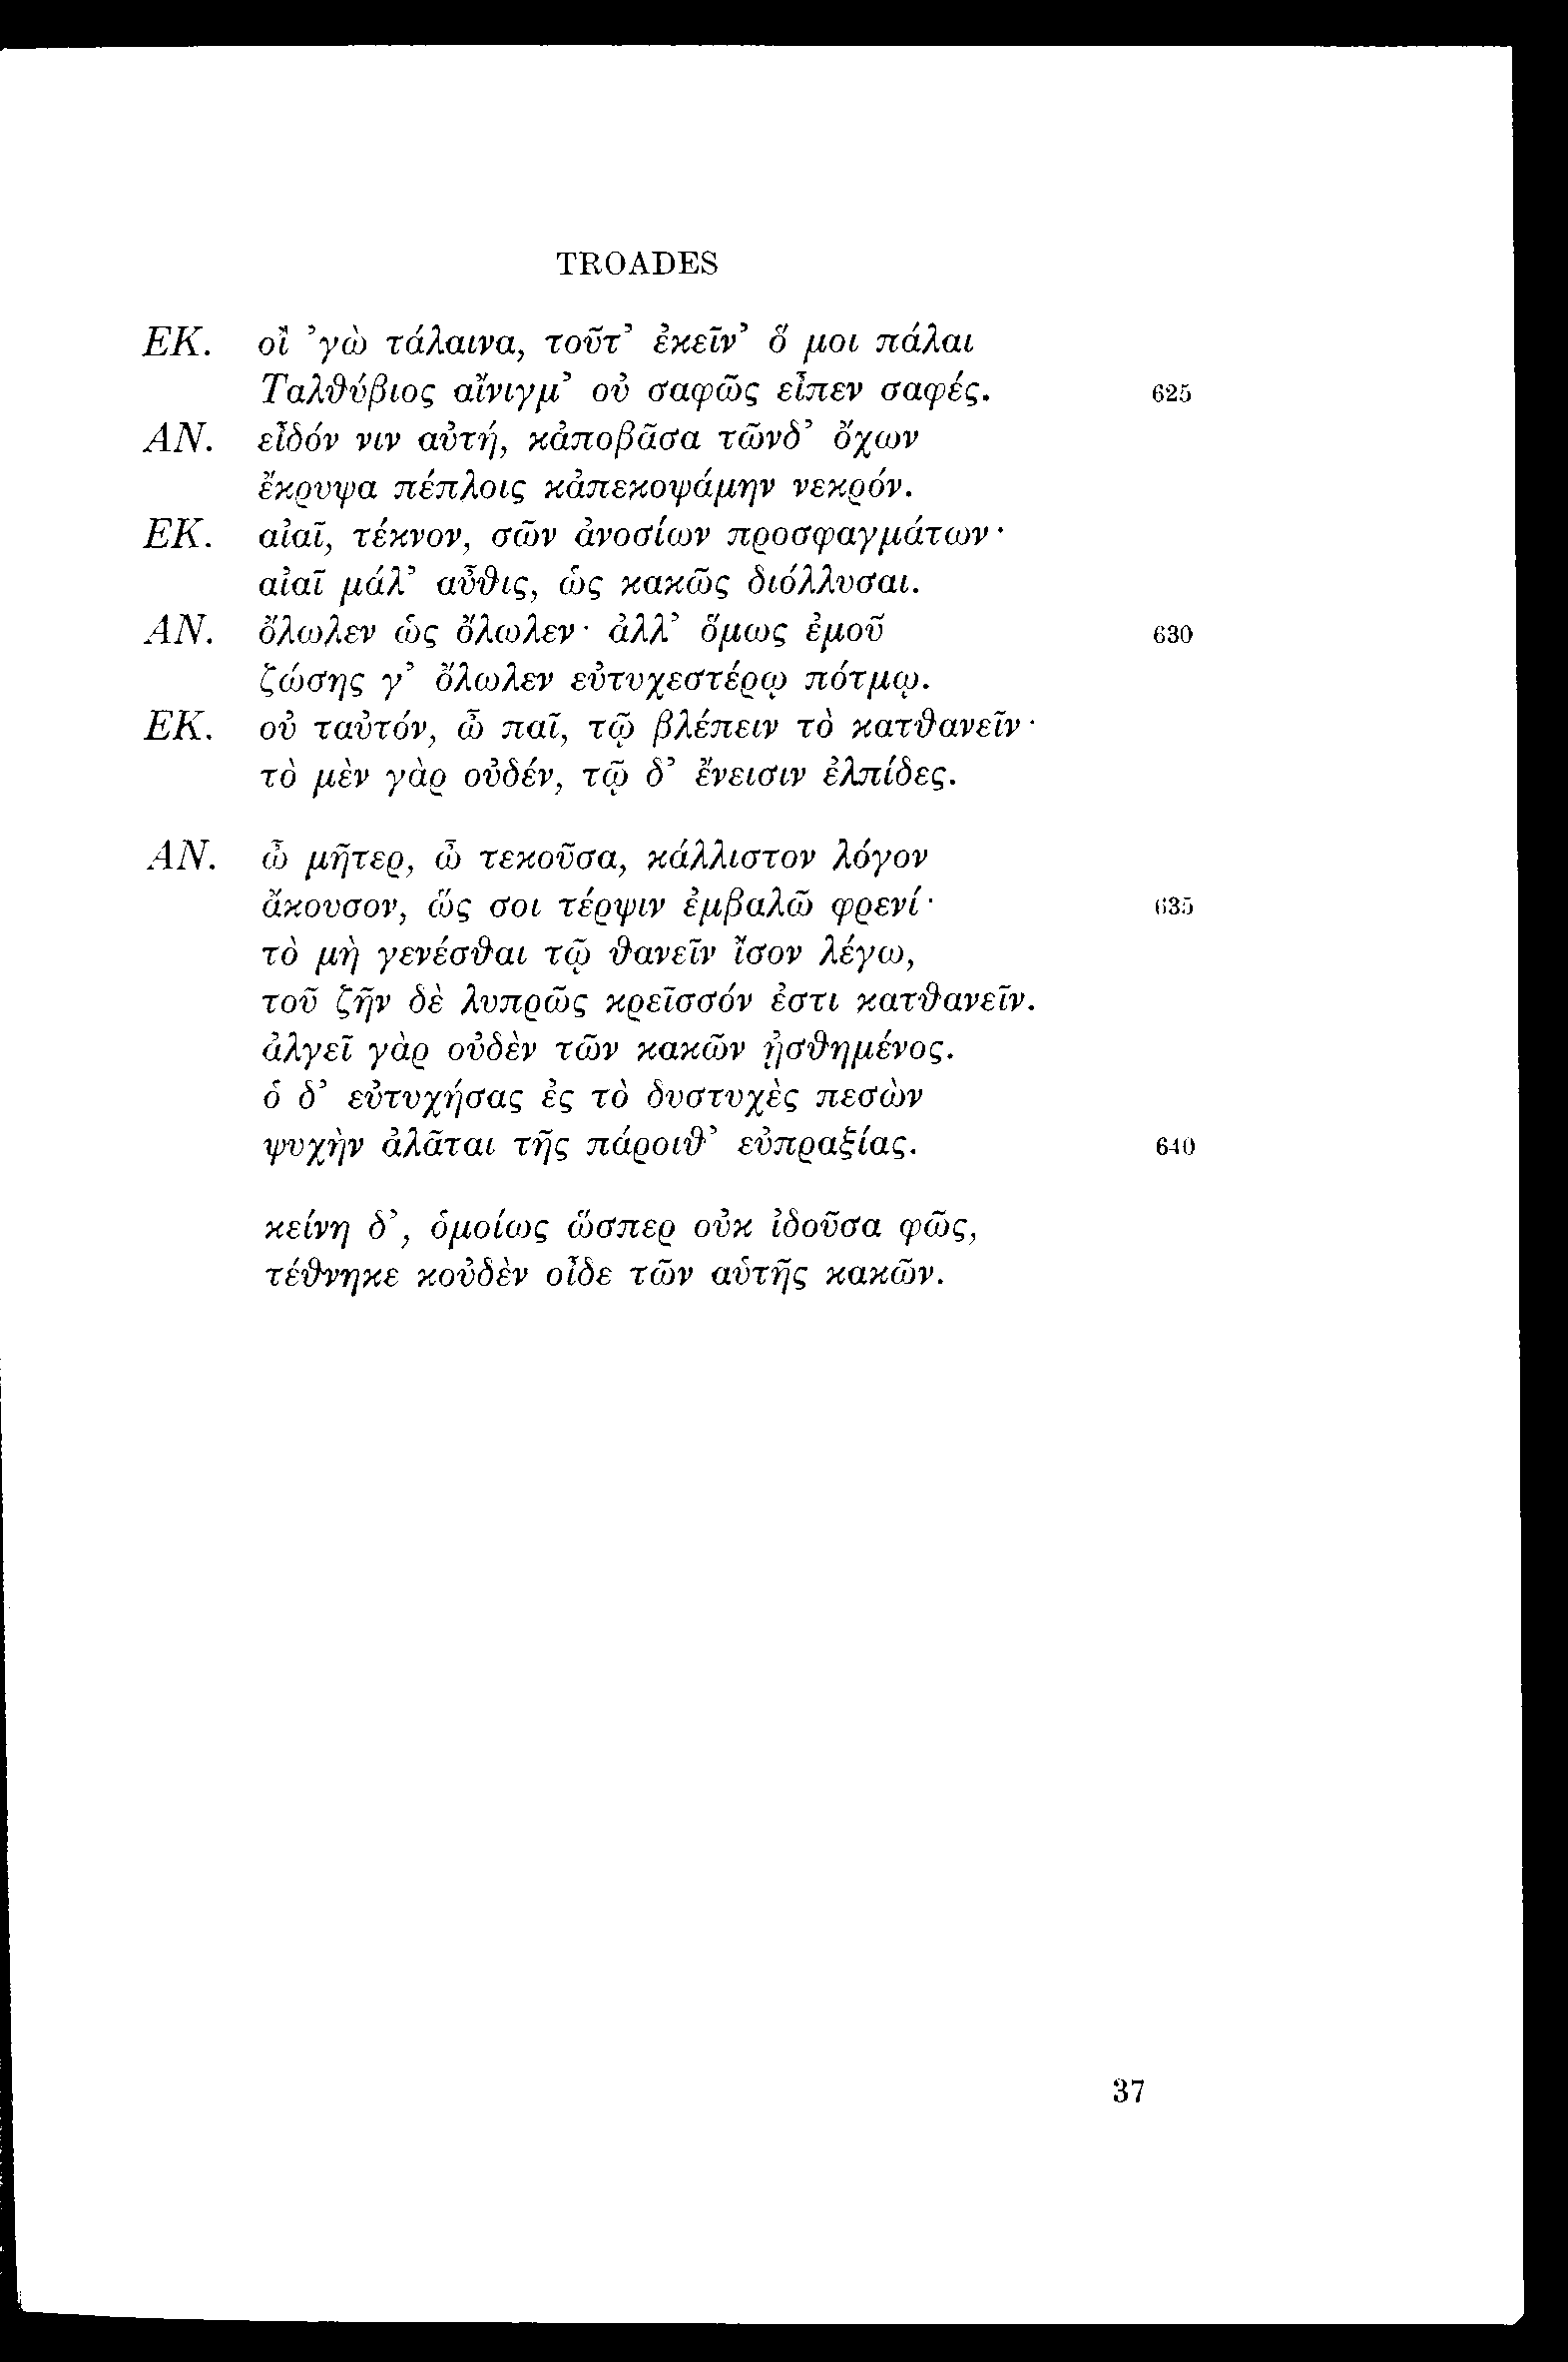 TROADES
ΕΚ. οἲ ’γὼ τάλαινα, τοῦτ’ ἐκεῖν’ ὅ μοι πάλαι
Ταλθύβιος αἴνιγμ’ οὐ σαφῶς εἶπεν σαφές. 625
ΑΝ. εἶδόν νιν αὐτή, κἀποβᾶσα τῶνδ’ ὄχων
ἔκρυψα πέπλοις κἀπεκοψάμην νεκρόν.
ΕΚ. αἰαῖ, τέκνον, σῶν ἀνοσίων προσφαγμάτων·
αἰαῖ μάλ’ αὖθις, ὡς κακῶς διόλλυσαι.
ΑΝ. ὄλωλεν ὡς ὄλωλεν· ἀλλ’ ὅμως ἐμοῦ 630
ζώσης γ’ ὄλωλεν εὐτυχεστέρῳ πότμῳ.
ΕΚ. οὐ ταὐτόν, ὦ παῖ, τῷ βλέπειν τὸ κατθανεῖν·
τὸ μὲν γὰρ οὐδέν, τῷ δ’ ἔνεισιν ἐλπίδες.
ΑΝ. ὦ μῆτερ, ὦ τεκοῦσα, κάλλιστον λόγον
ἄκουσον, ὥς σοι τέρψιν ἐμβαλῶ φρενί· 635
τὸ μὴ γενέσθαι τῷ θανεῖν ἴσον λέγω,
τοῦ ζῆν δὲ λυπρῶς κρεῖσσόν ἐστι κατθανεῖν.
ἀλγεῖ γὰρ οὐδὲν τῶν κακῶν ᾐσθημένος.
ὁ δ’ εὐτυχήσας ἐς τὸ δυστυχὲς πεσὼν
ψυχὴν ἀλᾶται τῆς πάροιθ’ εὐπραξίας. 640
κείνη δ’, ὁμοίως ὥσπερ οὐκ ἰδοῦσα φῶς,
τέθνηκε κοὐδὲν οἶδε τῶν αὑτῆς κακῶν.
37